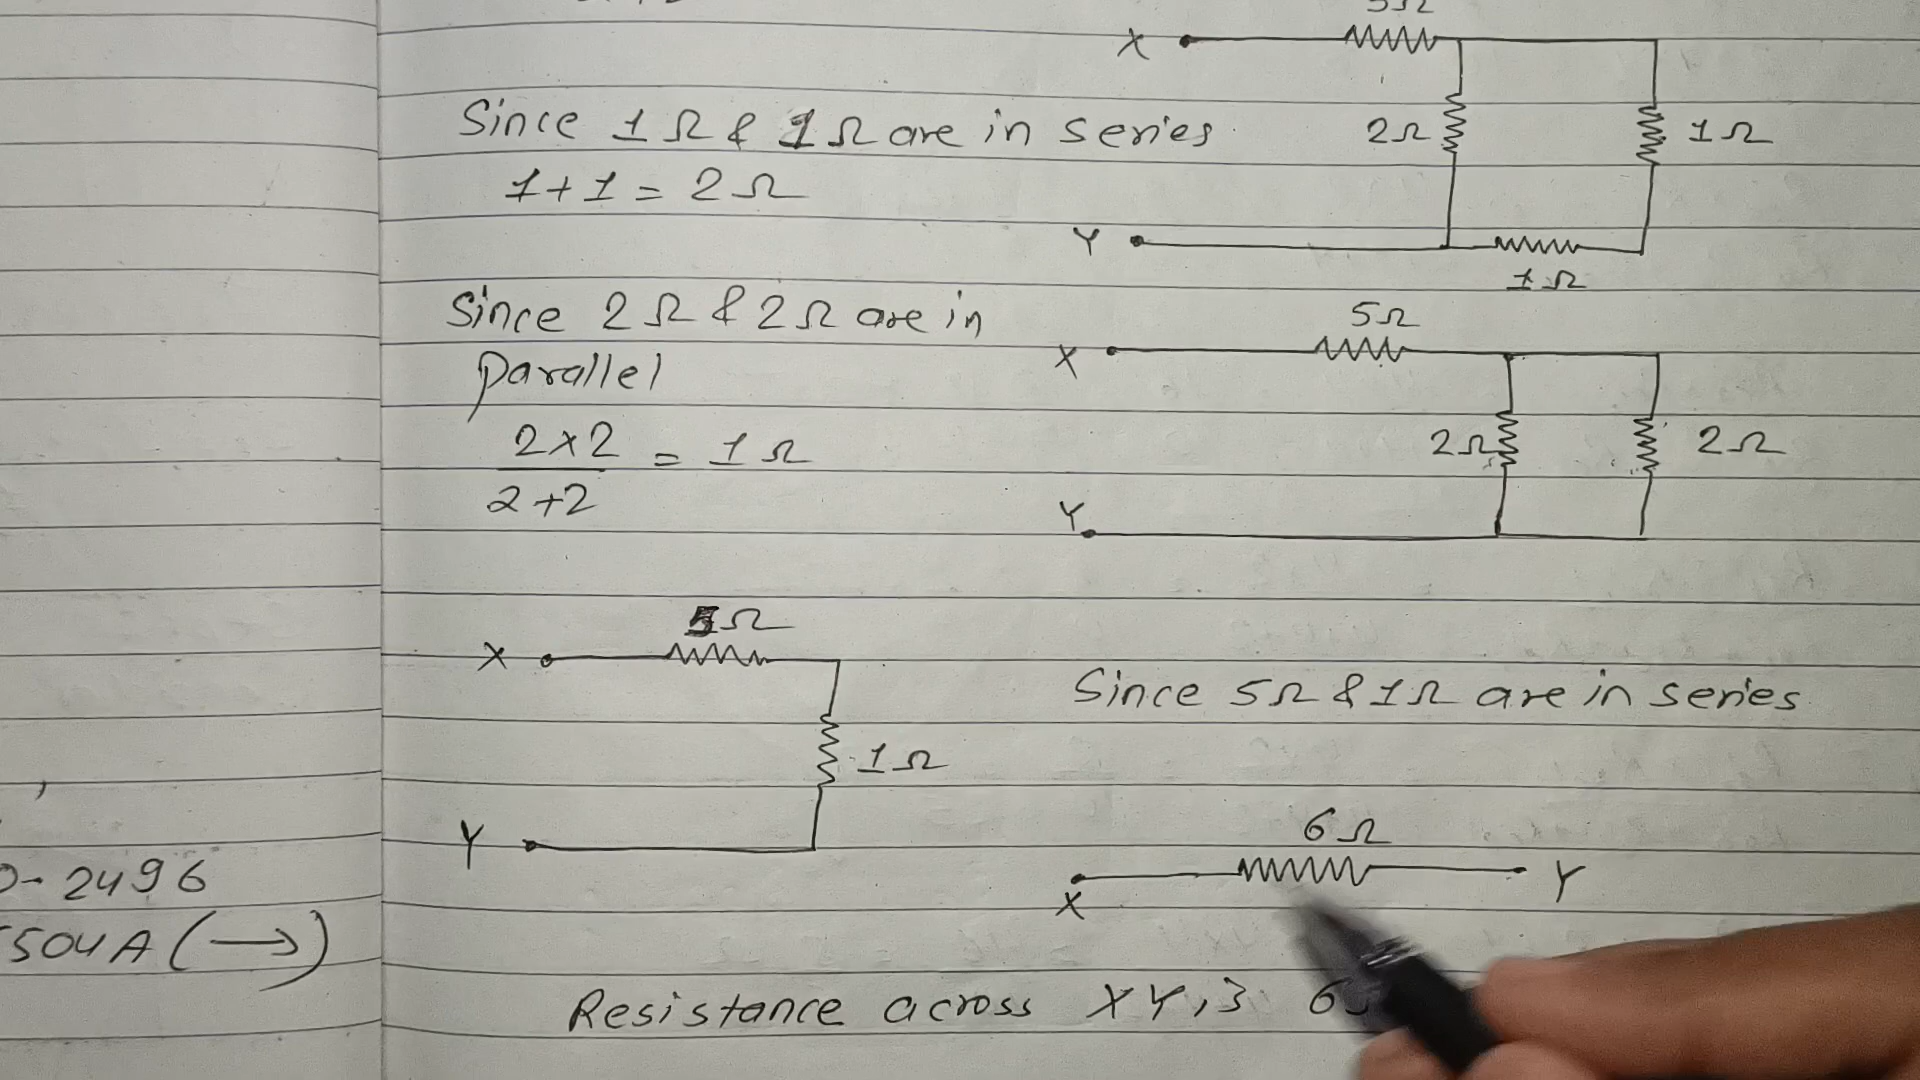 X
Since 1Ω & 1Ω are in series
2Ω
1Ω
1+1 = 2Ω
Y
1Ω
Since 2Ω & 2Ω are in
5Ω
X
parallel
2×2
= 1Ω
2+2
2Ω
2Ω
Y
5Ω
X
Since 5Ω & 1Ω are in series
1Ω
6Ω
Y
2496
X
Y
504A (→)
Resistance across XY, 3 6